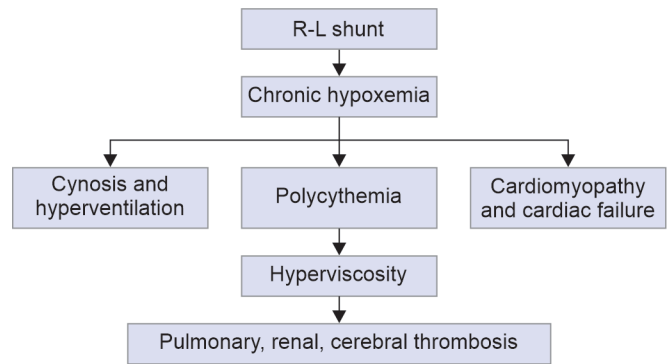 R-L shunt
Chronic hypoxemia
Cynosis and
hyperventilation
Polycythemia
Cardiomyopathy
and cardiac failure
Hyperviscosity
Pulmonary, renal, cerebral thrombosis